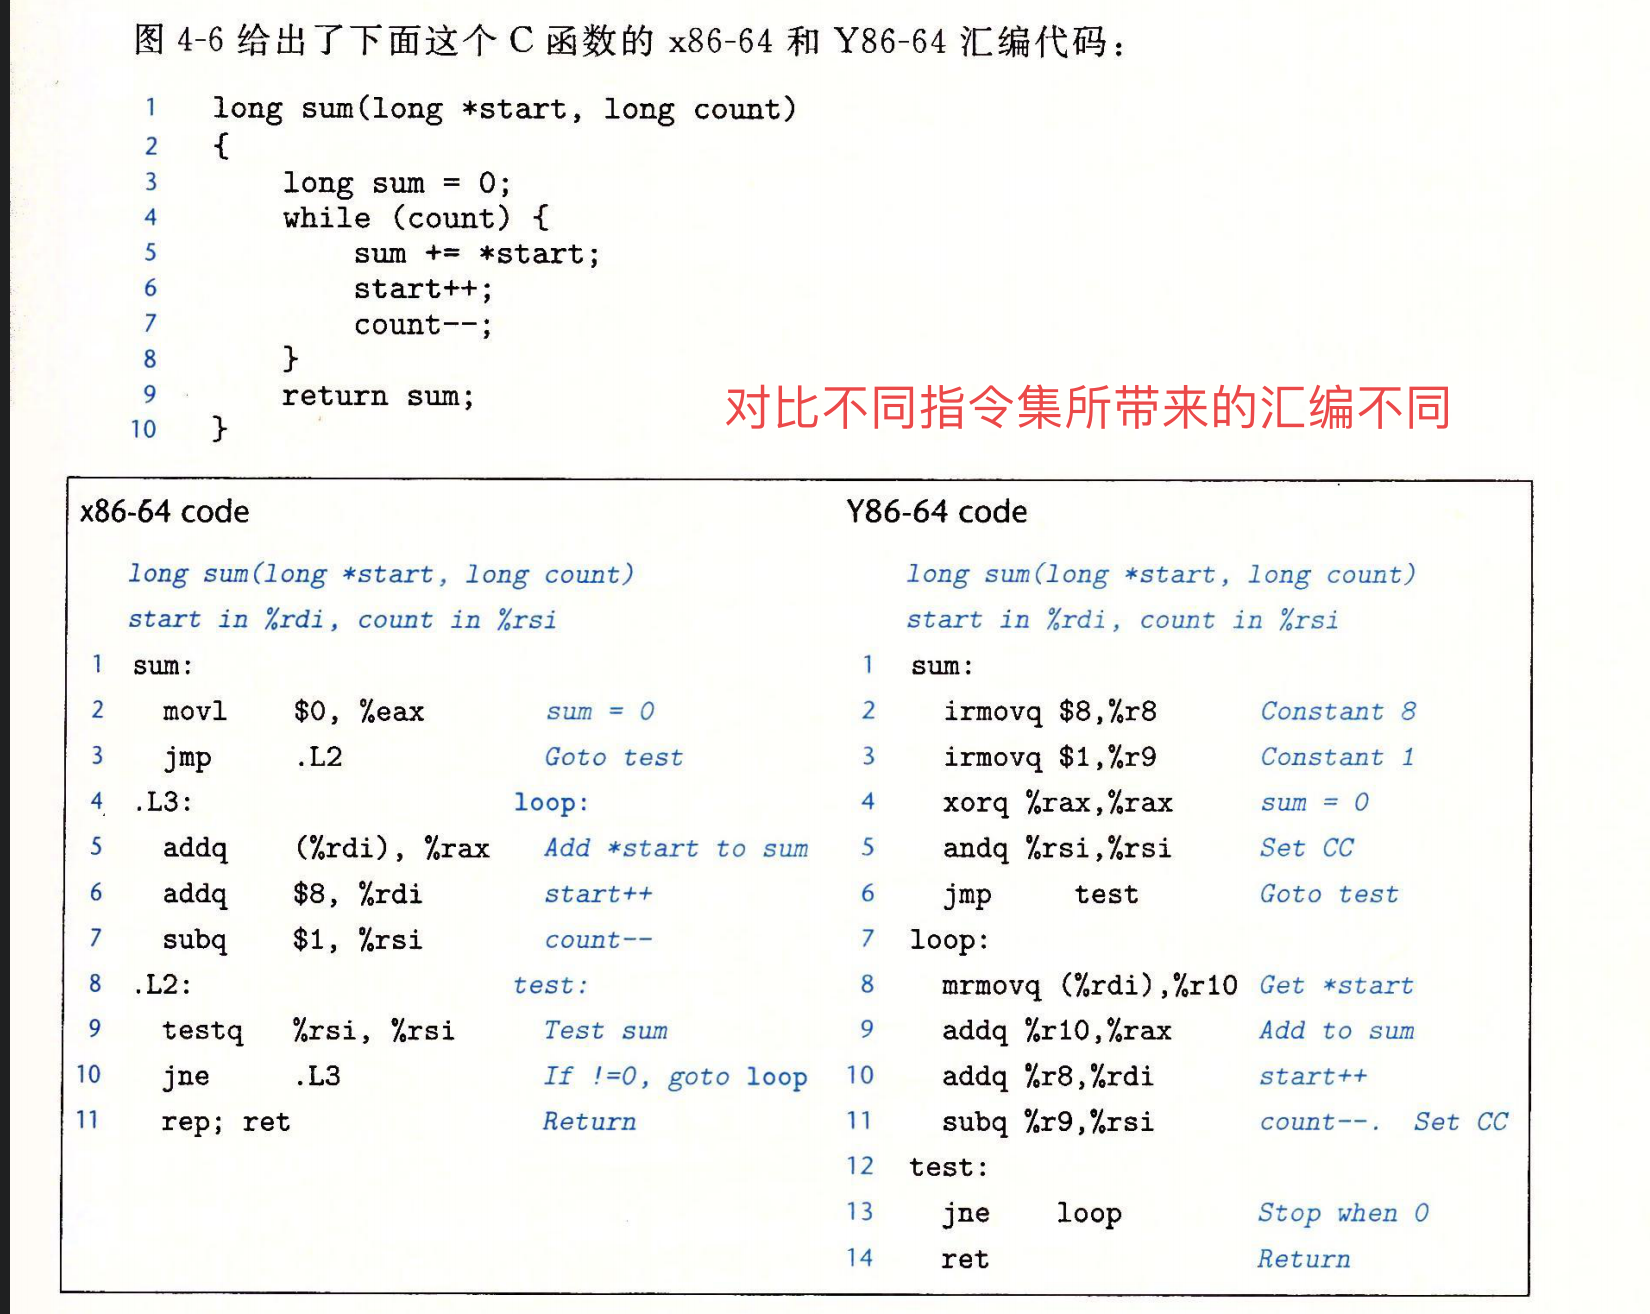 图 4-6 给出了下面这个 C 函数的 x86-64 和 Y86-64 汇编代码：
1 long sum(long *start, long count)
2 {
3 long sum = 0;
4 while (count) {
5 sum += *start;
6 start++;
7 count--;
8 }
9 return sum;
10 }
对比不同指令集所带来的汇编不同
x86-64 code
long sum(long *start, long count)
start in %rdi, count in %rsi
1 sum:
2 movl $0, %eax sum = 0
3 jmp .L2 Goto test
4 .L3: loop:
5 addq (%rdi), %rax Add *start to sum
6 addq $8, %rdi start++
7 subq $1, %rsi count--
8 .L2: test:
9 testq %rsi, %rsi Test sum
10 jne .L3 If !=0, goto loop
11 rep; ret Return
Y86-64 code
long sum(long *start, long count)
start in %rdi, count in %rsi
1 sum:
2 irmovq $8,%r8 Constant 8
3 irmovq $1,%r9 Constant 1
4 xorq %rax,%rax sum = 0
5 andq %rsi,%rsi Set CC
6 jmp test Goto test
7 loop:
8 mrmovq (%rdi),%r10 Get *start
9 addq %r10,%rax Add to sum
10 addq %r8,%rdi start++
11 subq %r9,%rsi count--. Set CC
12 test:
13 jne loop Stop when 0
14 ret Return